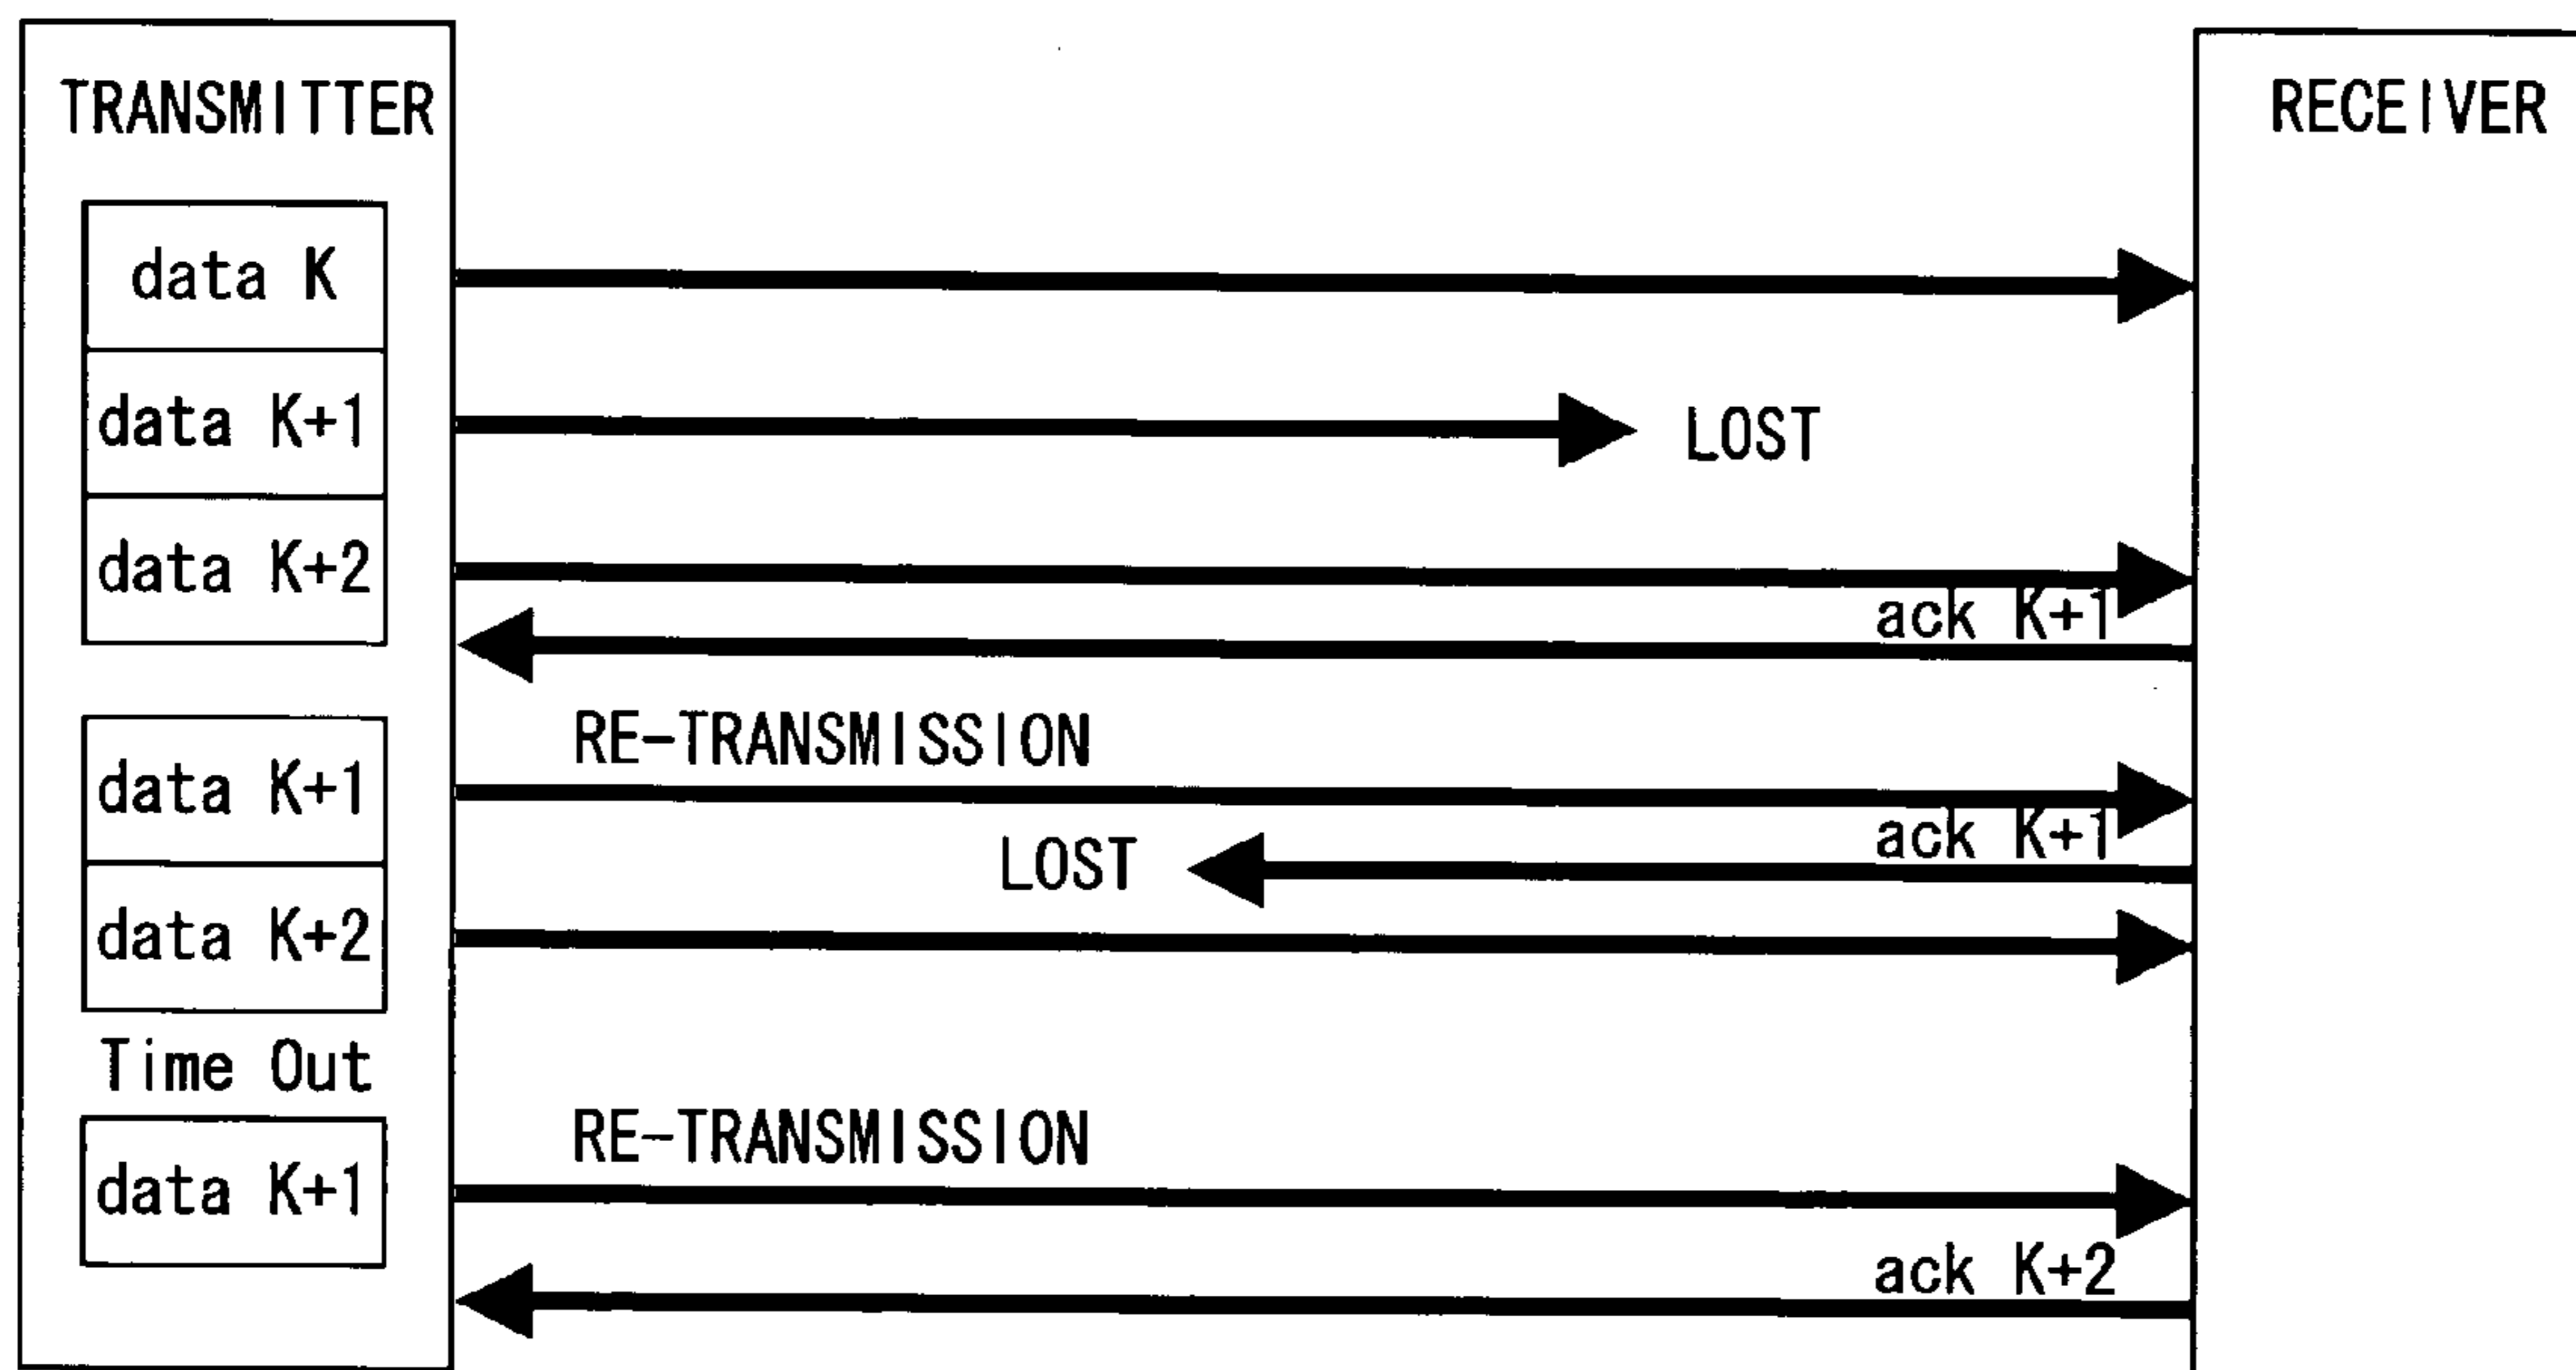 TRANSMITTER
RECEIVER
data K
data K+1
LOST
data K+2
ack K+1
RE-TRANSMISSION
data K+1
ack K+1
LOST
data K+2
Time Out
RE-TRANSMISSION
data K+1
ack K+2